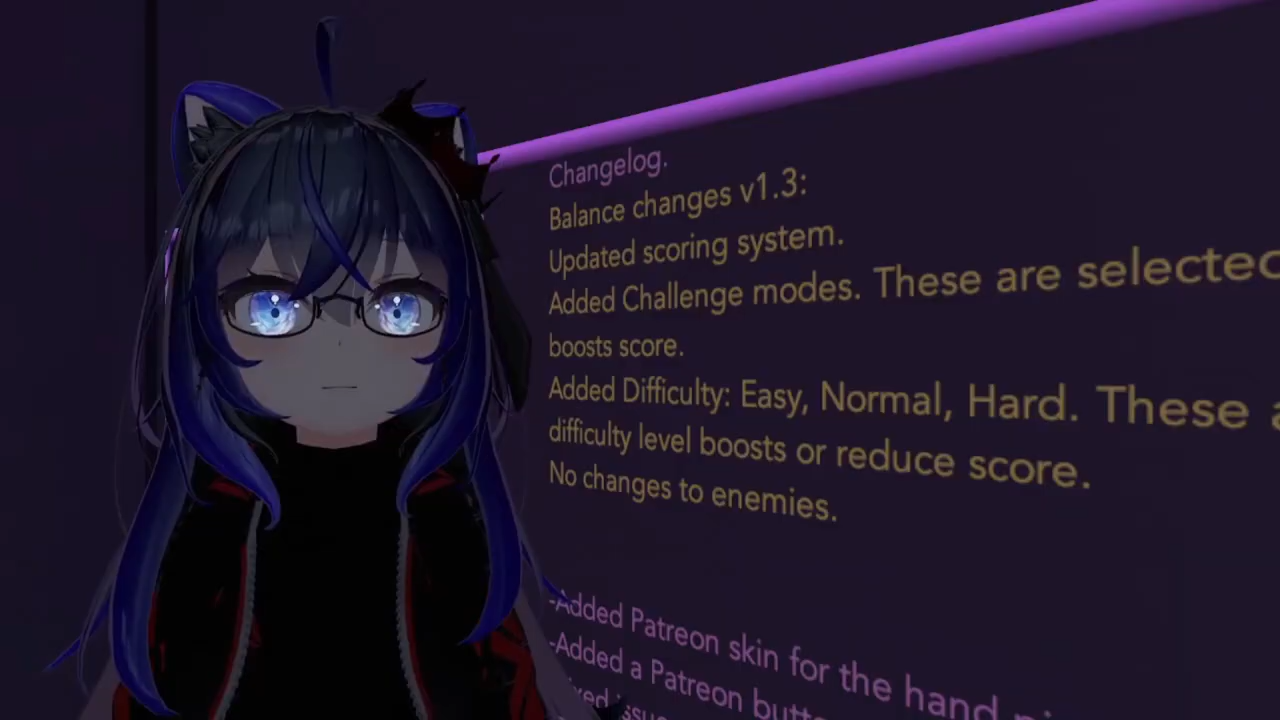 Changelog.
Balance changes v1.3:
Updated scoring system.
Added Challenge modes. These are selected
boosts score.
Added Difficulty: Easy, Normal, Hard. These
difficulty level boosts or reduce score.
No changes to enemies.
-Added Patreon skin for the hand
-Added a Patreon